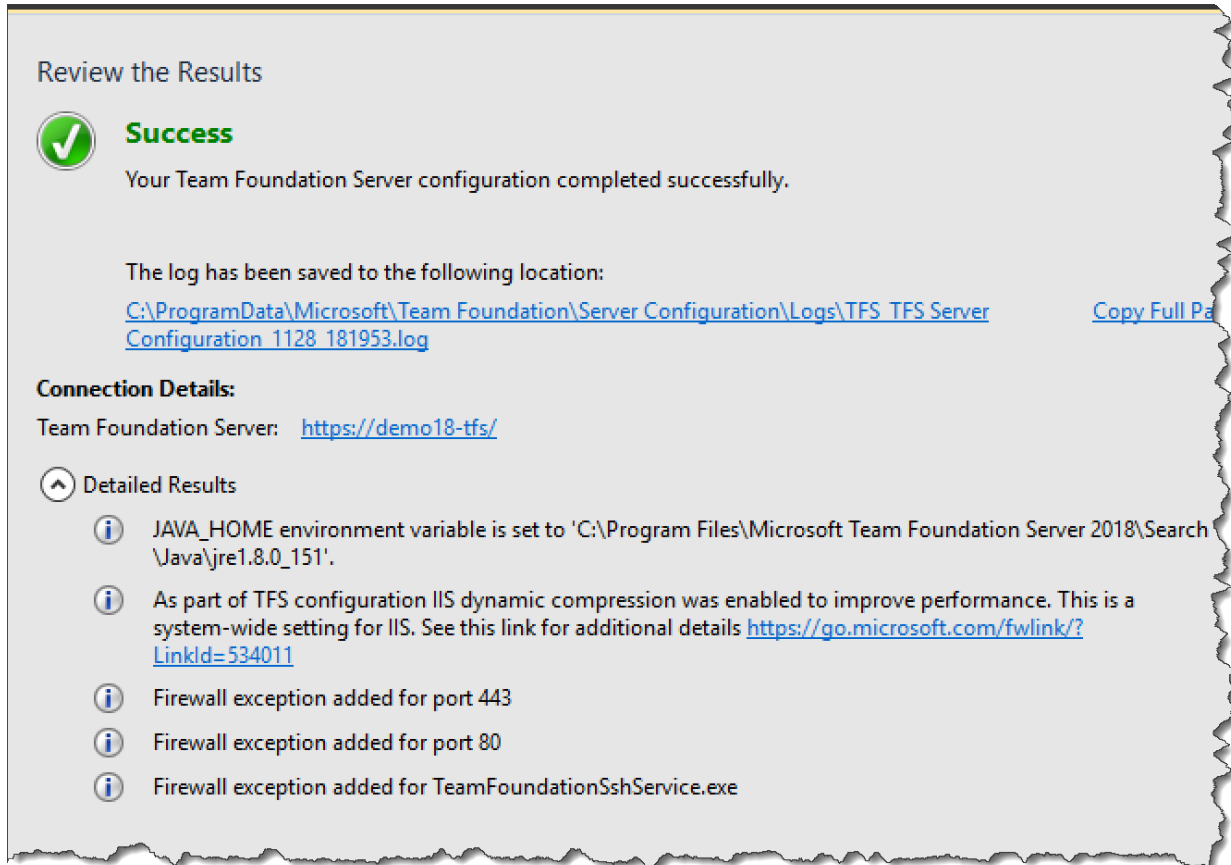 Review the Results
Success
Your Team Foundation Server configuration completed successfully.
The log has been saved to the following location:
C:\ProgramData\Microsoft\Team Foundation\Server Configuration\Logs\TFS_TFS Server Copy Full Pa
Configuration_1128_181953.log
Connection Details:
Team Foundation Server: https://demo18-tfs/
Detailed Results
JAVA_HOME environment variable is set to 'C:\Program Files\Microsoft Team Foundation Server 2018\Search
\Java\jre1.8.0_151'.
As part of TFS configuration IIS dynamic compression was enabled to improve performance. This is a
system-wide setting for IIS. See this link for additional details https://go.microsoft.com/fwlink/?
LinkId=534011
Firewall exception added for port 443
Firewall exception added for port 80
Firewall exception added for TeamFoundationSshService.exe